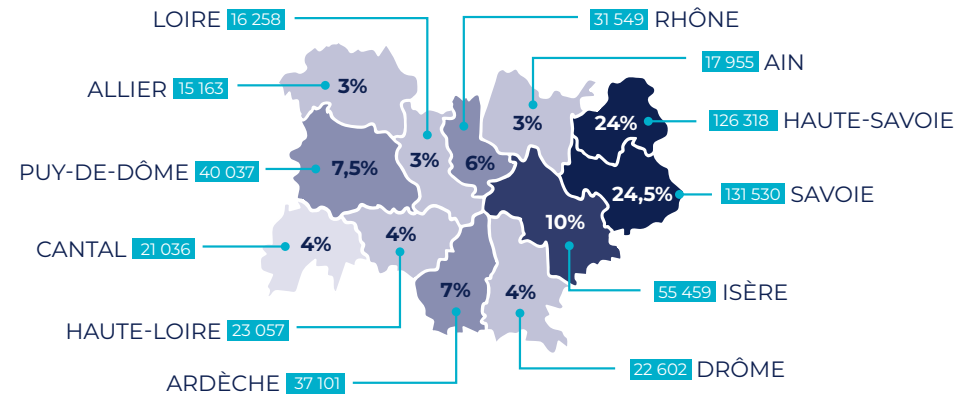 LOIRE 16 258
31 549 RHÔNE
17 955 AIN
ALLIER 15 163
3%
3%
24%
126 318 HAUTE-SAVOIE
PUY-DE-DÔME 40 037
7,5%
3%
6%
24,5%
131 530 SAVOIE
CANTAL 21 036
4%
4%
10%
7%
4%
55 459 ISÈRE
HAUTE-LOIRE 23 057
22 602 DRÔME
ARDÈCHE 37 101